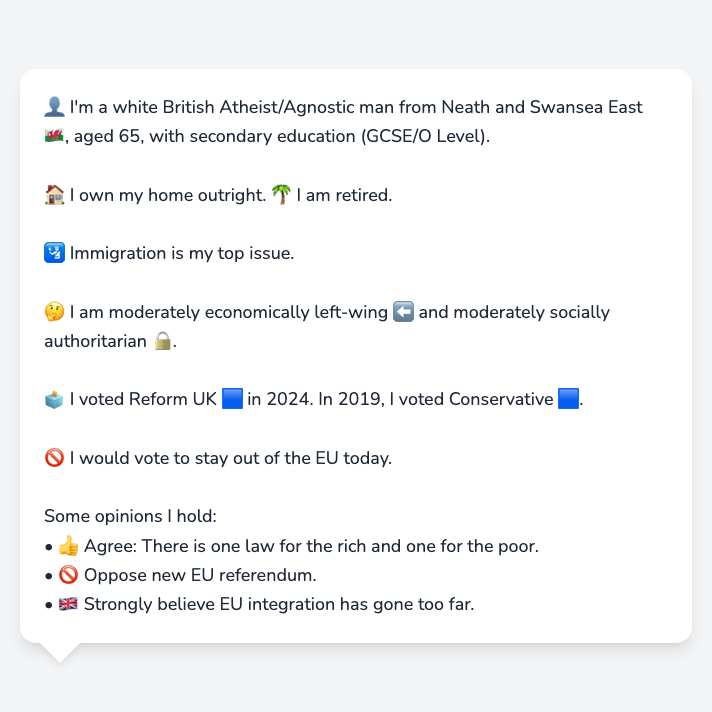 👤 I'm a white British Atheist/Agnostic man from Neath and Swansea East
🏴󠁧󠁢󠁷󠁬󠁳󠁿, aged 65, with secondary education (GCSE/O Level).
🏠 I own my home outright. 🌴 I am retired.
🛂 Immigration is my top issue.
🤔 I am moderately economically left-wing ⬅️ and moderately socially
authoritarian 🔒.
🗳️ I voted Reform UK 🟦 in 2024. In 2019, I voted Conservative 🟦.
🚫 I would vote to stay out of the EU today.
Some opinions I hold:
• 👍 Agree: There is one law for the rich and one for the poor.
• 🚫 Oppose new EU referendum.
• 🇬🇧 Strongly believe EU integration has gone too far.